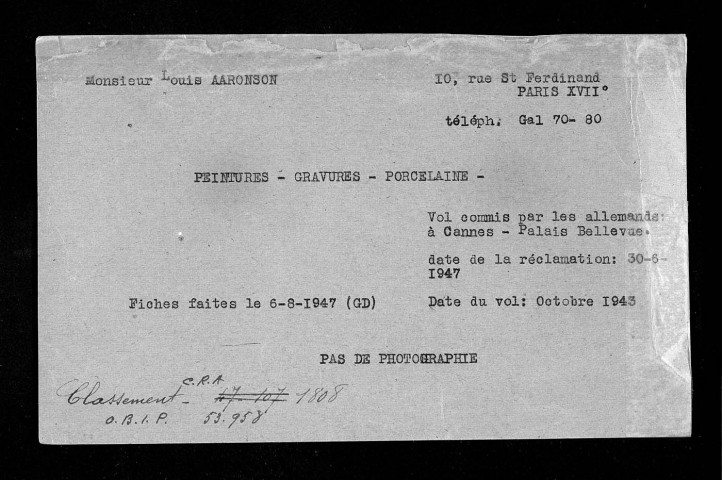 Monsieur Louis AARONSON
10, rue St Ferdinand
PARIS XVII°
téléph. Gal 70- 80
PEINTURES - GRAVURES - PORCELAINE -
Vol commis par les allemands:
à Cannes - Palais Bellevue.
date de la réclamation: 30-6-
1947
Fiches faites le 6-8-1947 (GD)
Date du vol: Octobre 1943
PAS DE PHOTOGRAPHIE
C.R.A
Classement - 47-107 1808
O.B.I.P. 53.958